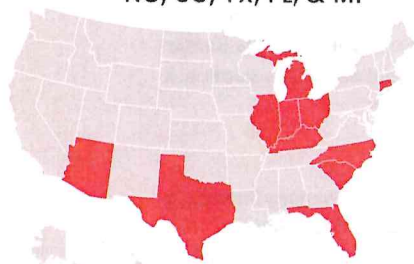 NC, SC, TX, FL, & MI